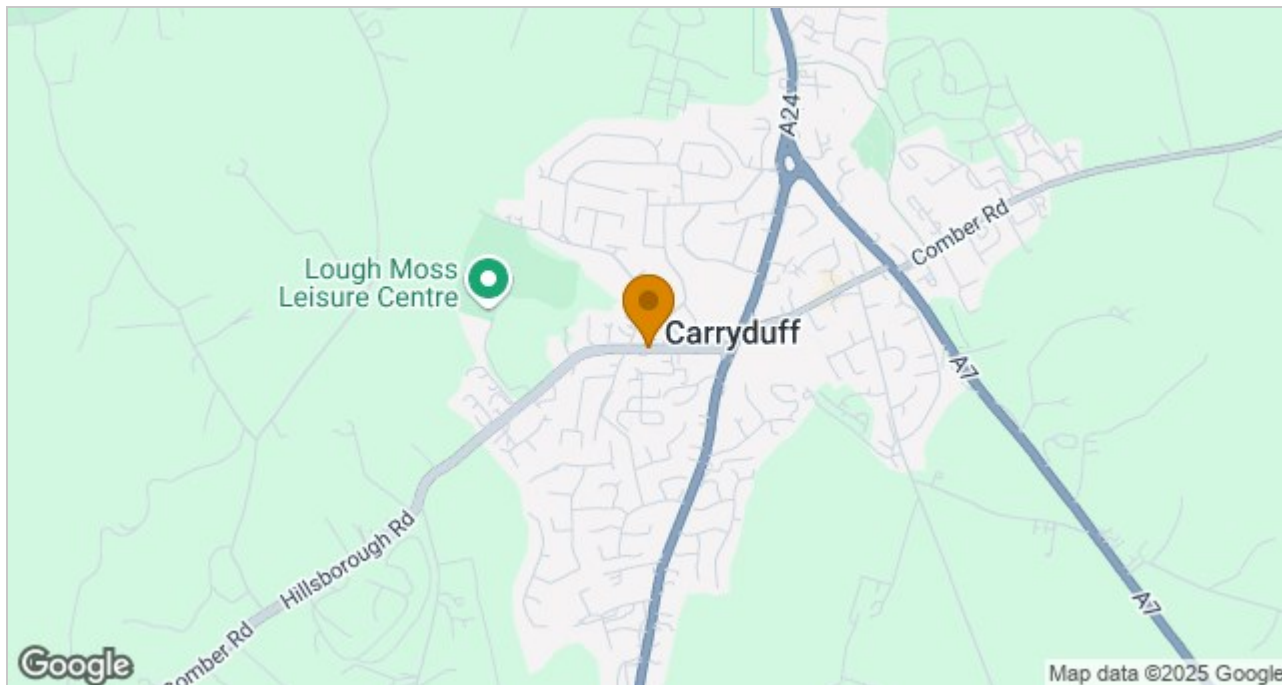 A24
Comber Rd
Lough Moss
Leisure Centre
Carryduff
A7
Hillsborough Rd
A7
Comber Rd
Google
Map data ©2025 Google